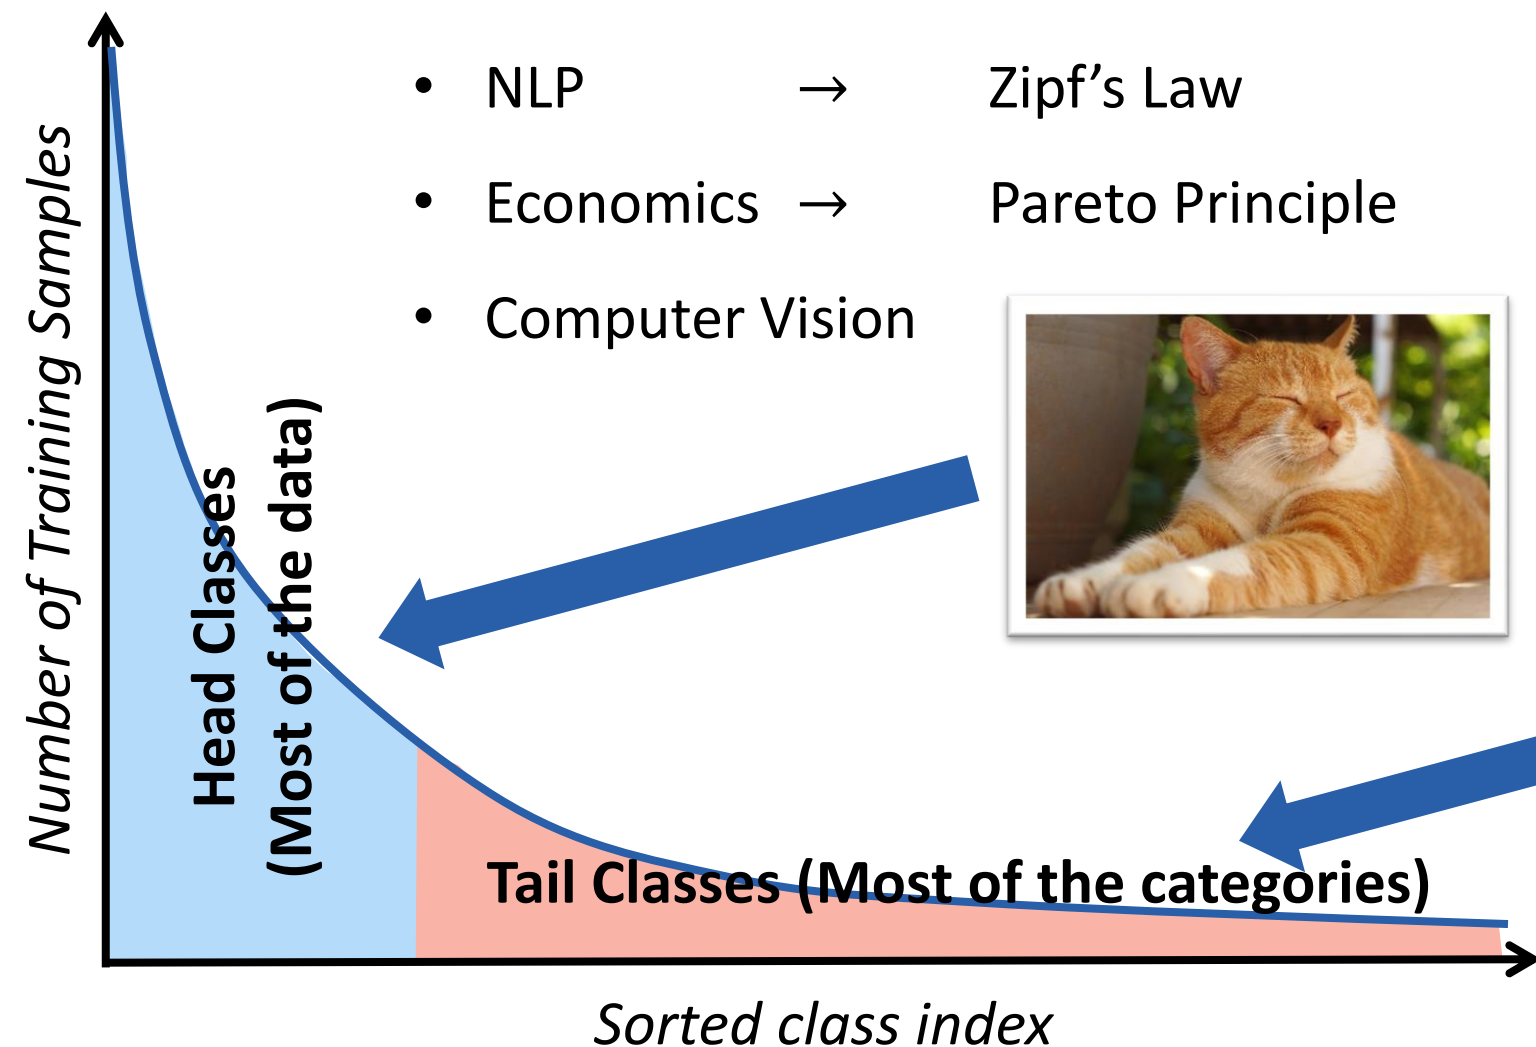 • NLP → Zipf’s Law
• Economics → Pareto Principle
• Computer Vision
Number of Training Samples
Head Classes
(Most of the data)
Tail Classes (Most of the categories)
Sorted class index